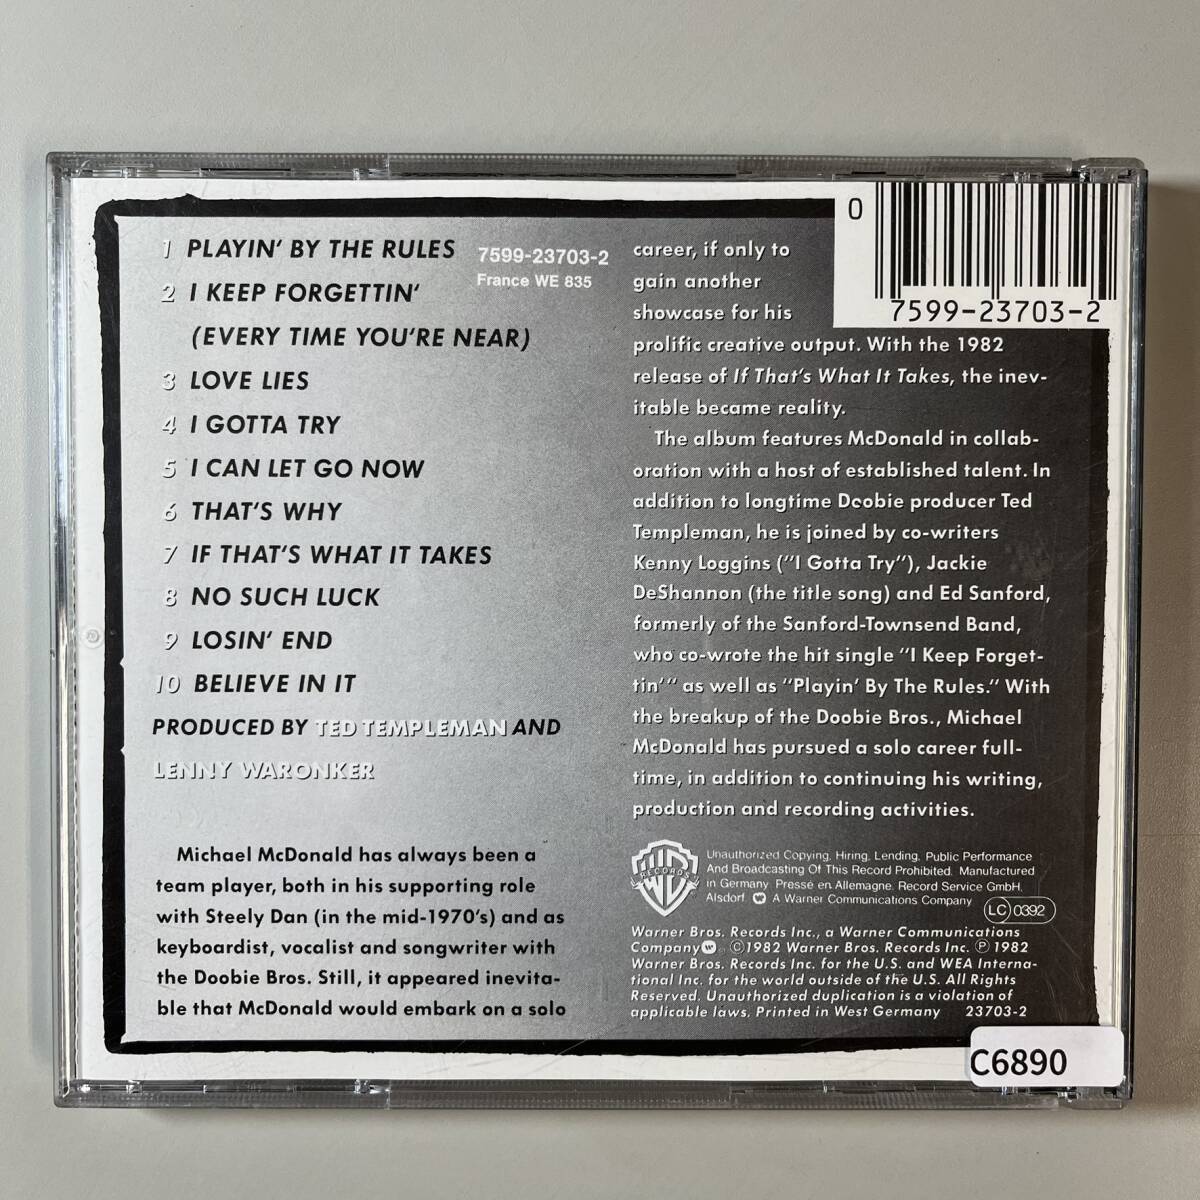 1 PLAYIN' BY THE RULES
2 I KEEP FORGETTIN'
(EVERY TIME YOU'RE NEAR)
3 LOVE LIES
4 I GOTTA TRY
5 I CAN LET GO NOW
6 THAT'S WHY
7 IF THAT'S WHAT IT TAKES
8 NO SUCH LUCK
9 LOSIN' END
10 BELIEVE IN IT
PRODUCED BY TED TEMPLEMAN AND
LENNY WARONKER
7599-23703-2
France WE 835
Michael McDonald has always been a
team player, both in his supporting role
with Steely Dan (in the mid-1970's) and as
keyboardist, vocalist and songwriter with
the Doobie Bros. Still, it appeared inevita-
ble that McDonald would embark on a solo
career, if only to
gain another
showcase for his
prolific creative output. With the 1982
release of If That's What It Takes, the inev-
itable became reality.
The album features McDonald in collab-
oration with a host of established talent. In
addition to longtime Doobie producer Ted
Templeman, he is joined by co-writers
Kenny Loggins ("I Gotta Try"), Jackie
DeShannon (the title song) and Ed Sanford,
formerly of the Sanford-Townsend Band,
who co-wrote the hit single "I Keep Forget-
tin'" as well as "Playin' By The Rules." With
the breakup of the Doobie Bros., Michael
McDonald has pursued a solo career full-
time, in addition to continuing his writing,
production and recording activities.
0
7599-23703-2
WB
RECORDS
Unauthorized Copying, Hiring, Lending, Public Performance
And Broadcasting Of This Record Prohibited. Manufactured
in Germany. Pressé en Allemagne. Record Service GmbH,
Alsdorf. A Warner Communications Company
LC 0392
Warner Bros. Records Inc., a Warner Communications
Company ©1982 Warner Bros. Records Inc. ℗ 1982
Warner Bros. Records Inc. for the U.S. and WEA Interna-
tional Inc. for the world outside of the U.S. All Rights
Reserved. Unauthorized duplication is a violation of
applicable laws. Printed in West Germany 23703-2
C6890